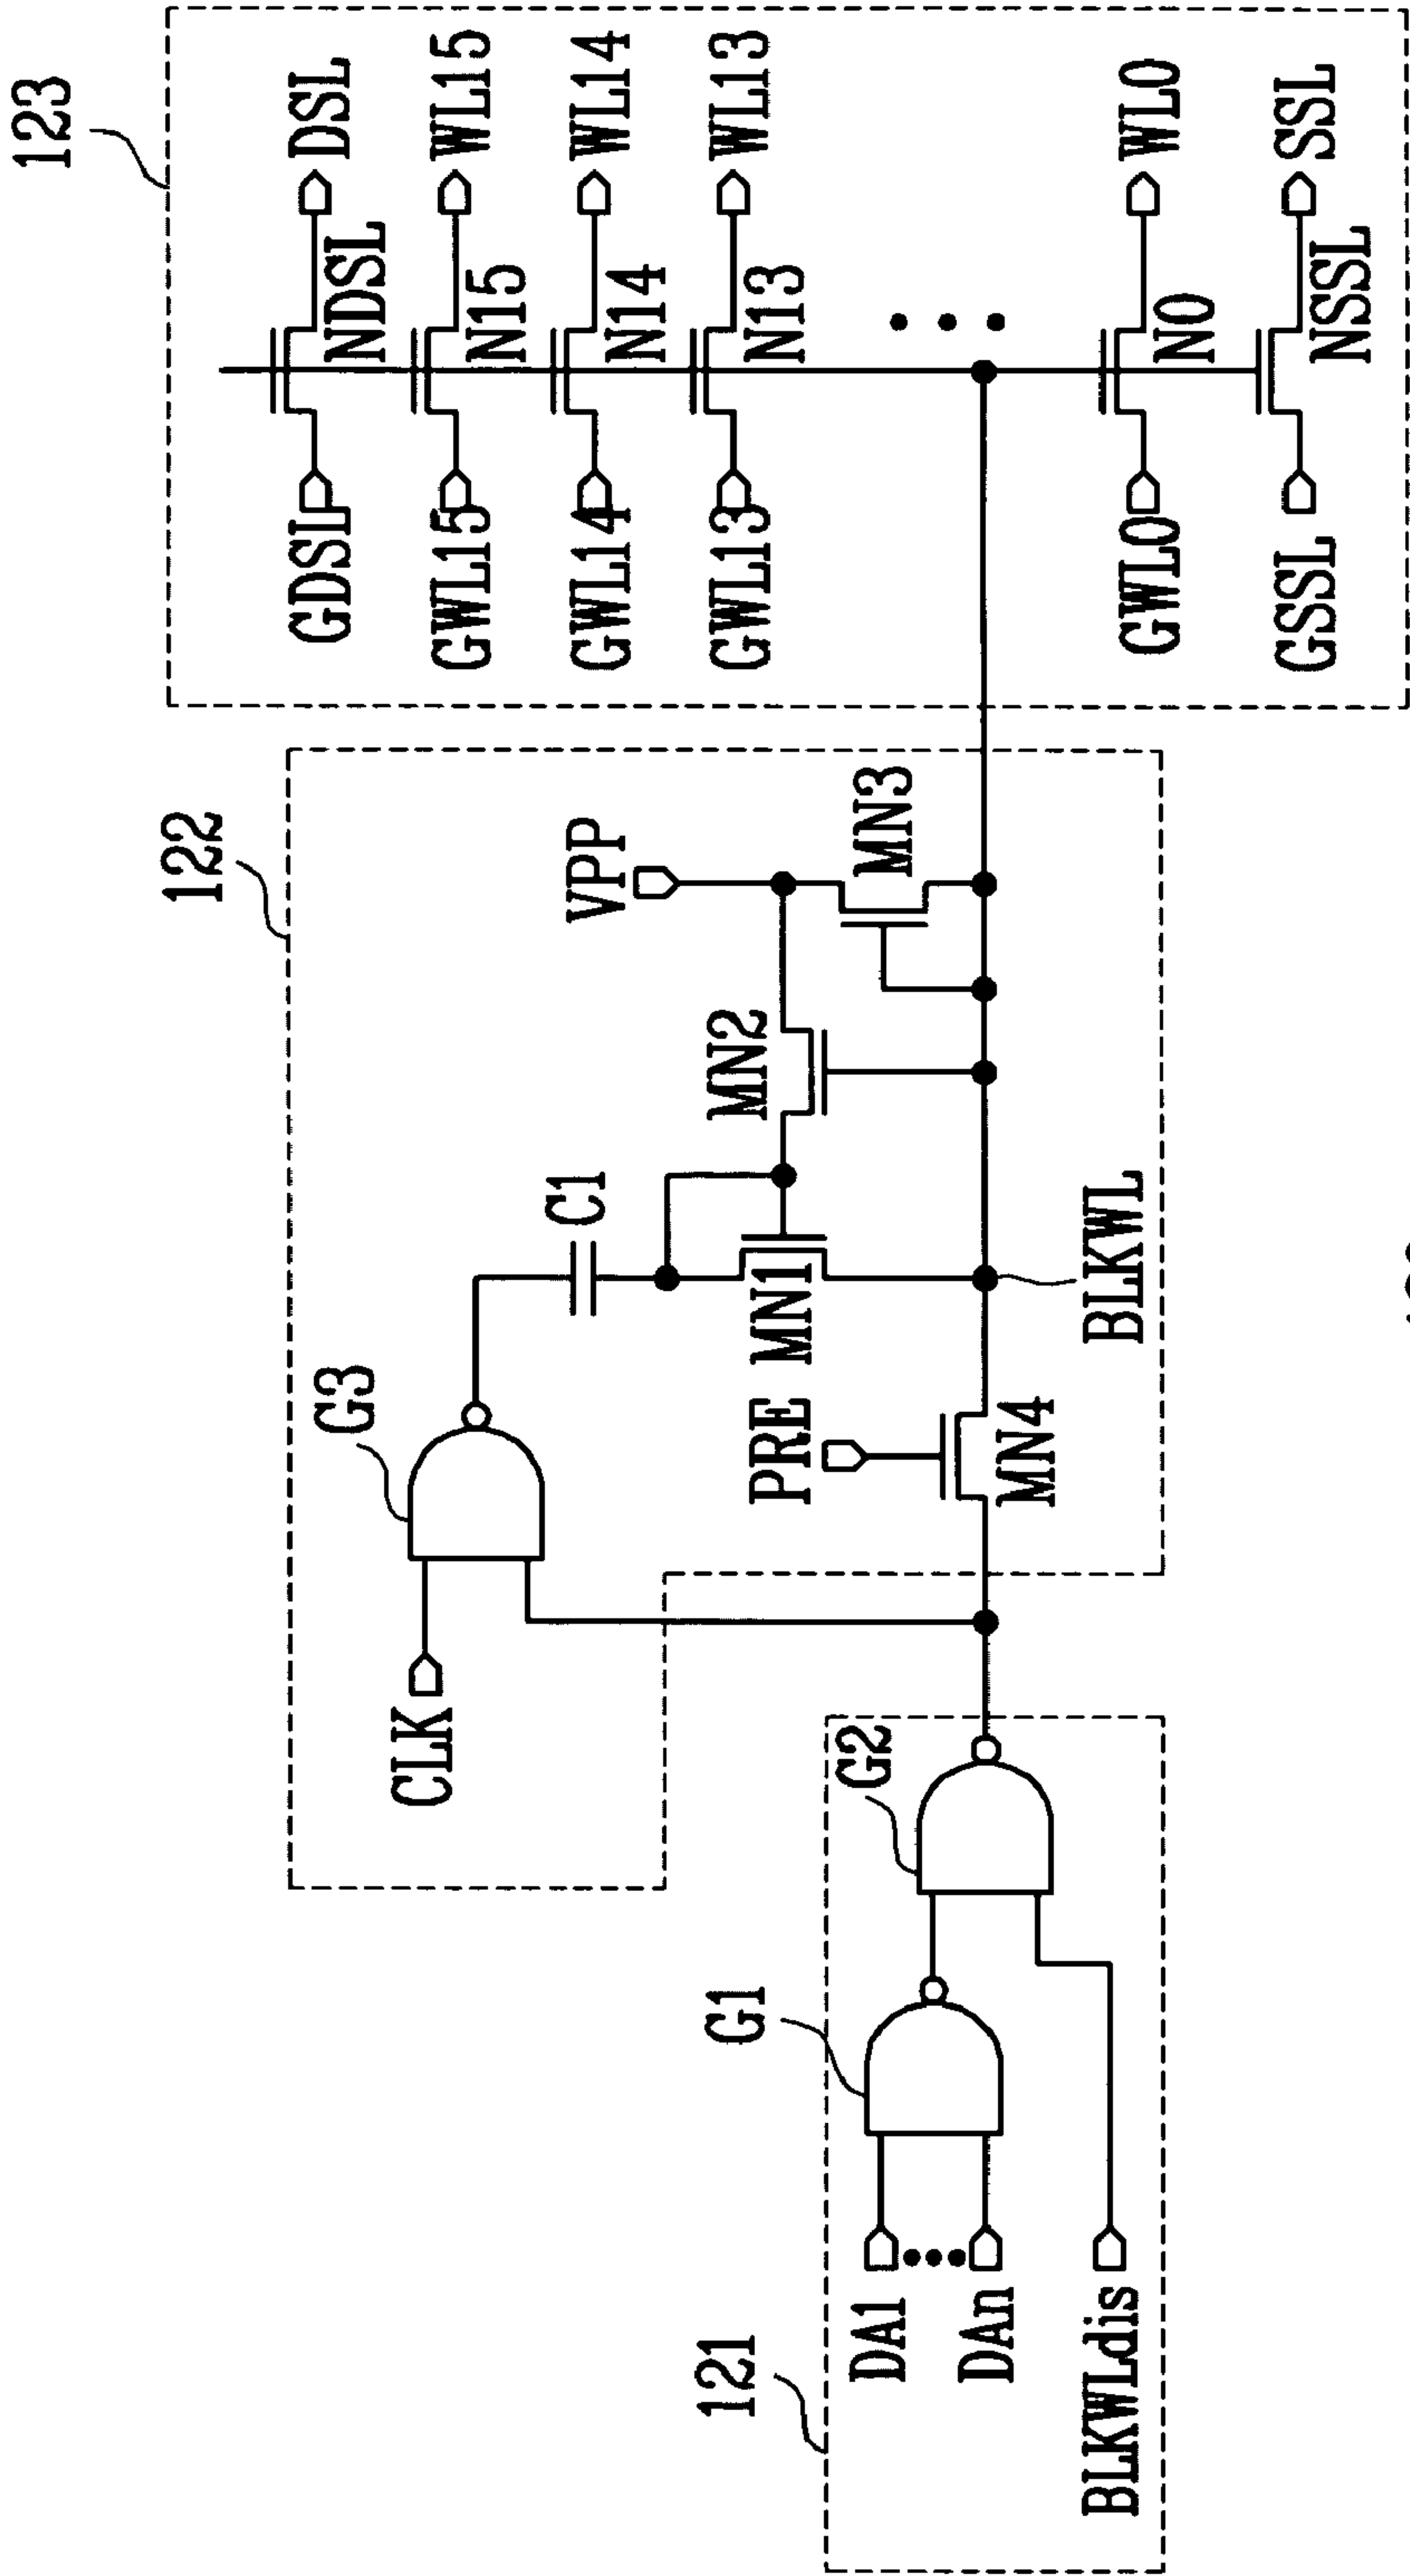 123
GDSL
NDSL
DSL
GWL15
N15
WL15
GWL14
N14
WL14
GWL13
N13
WL13
GWL0
N0
WL0
GSSL
NSSL
SSL
122
CLK
G3
C1
MN1
MN2
VPP
MN3
PRE
MN4
BLKWL
121
DA1
DAn
BLKWLdis
G1
G2